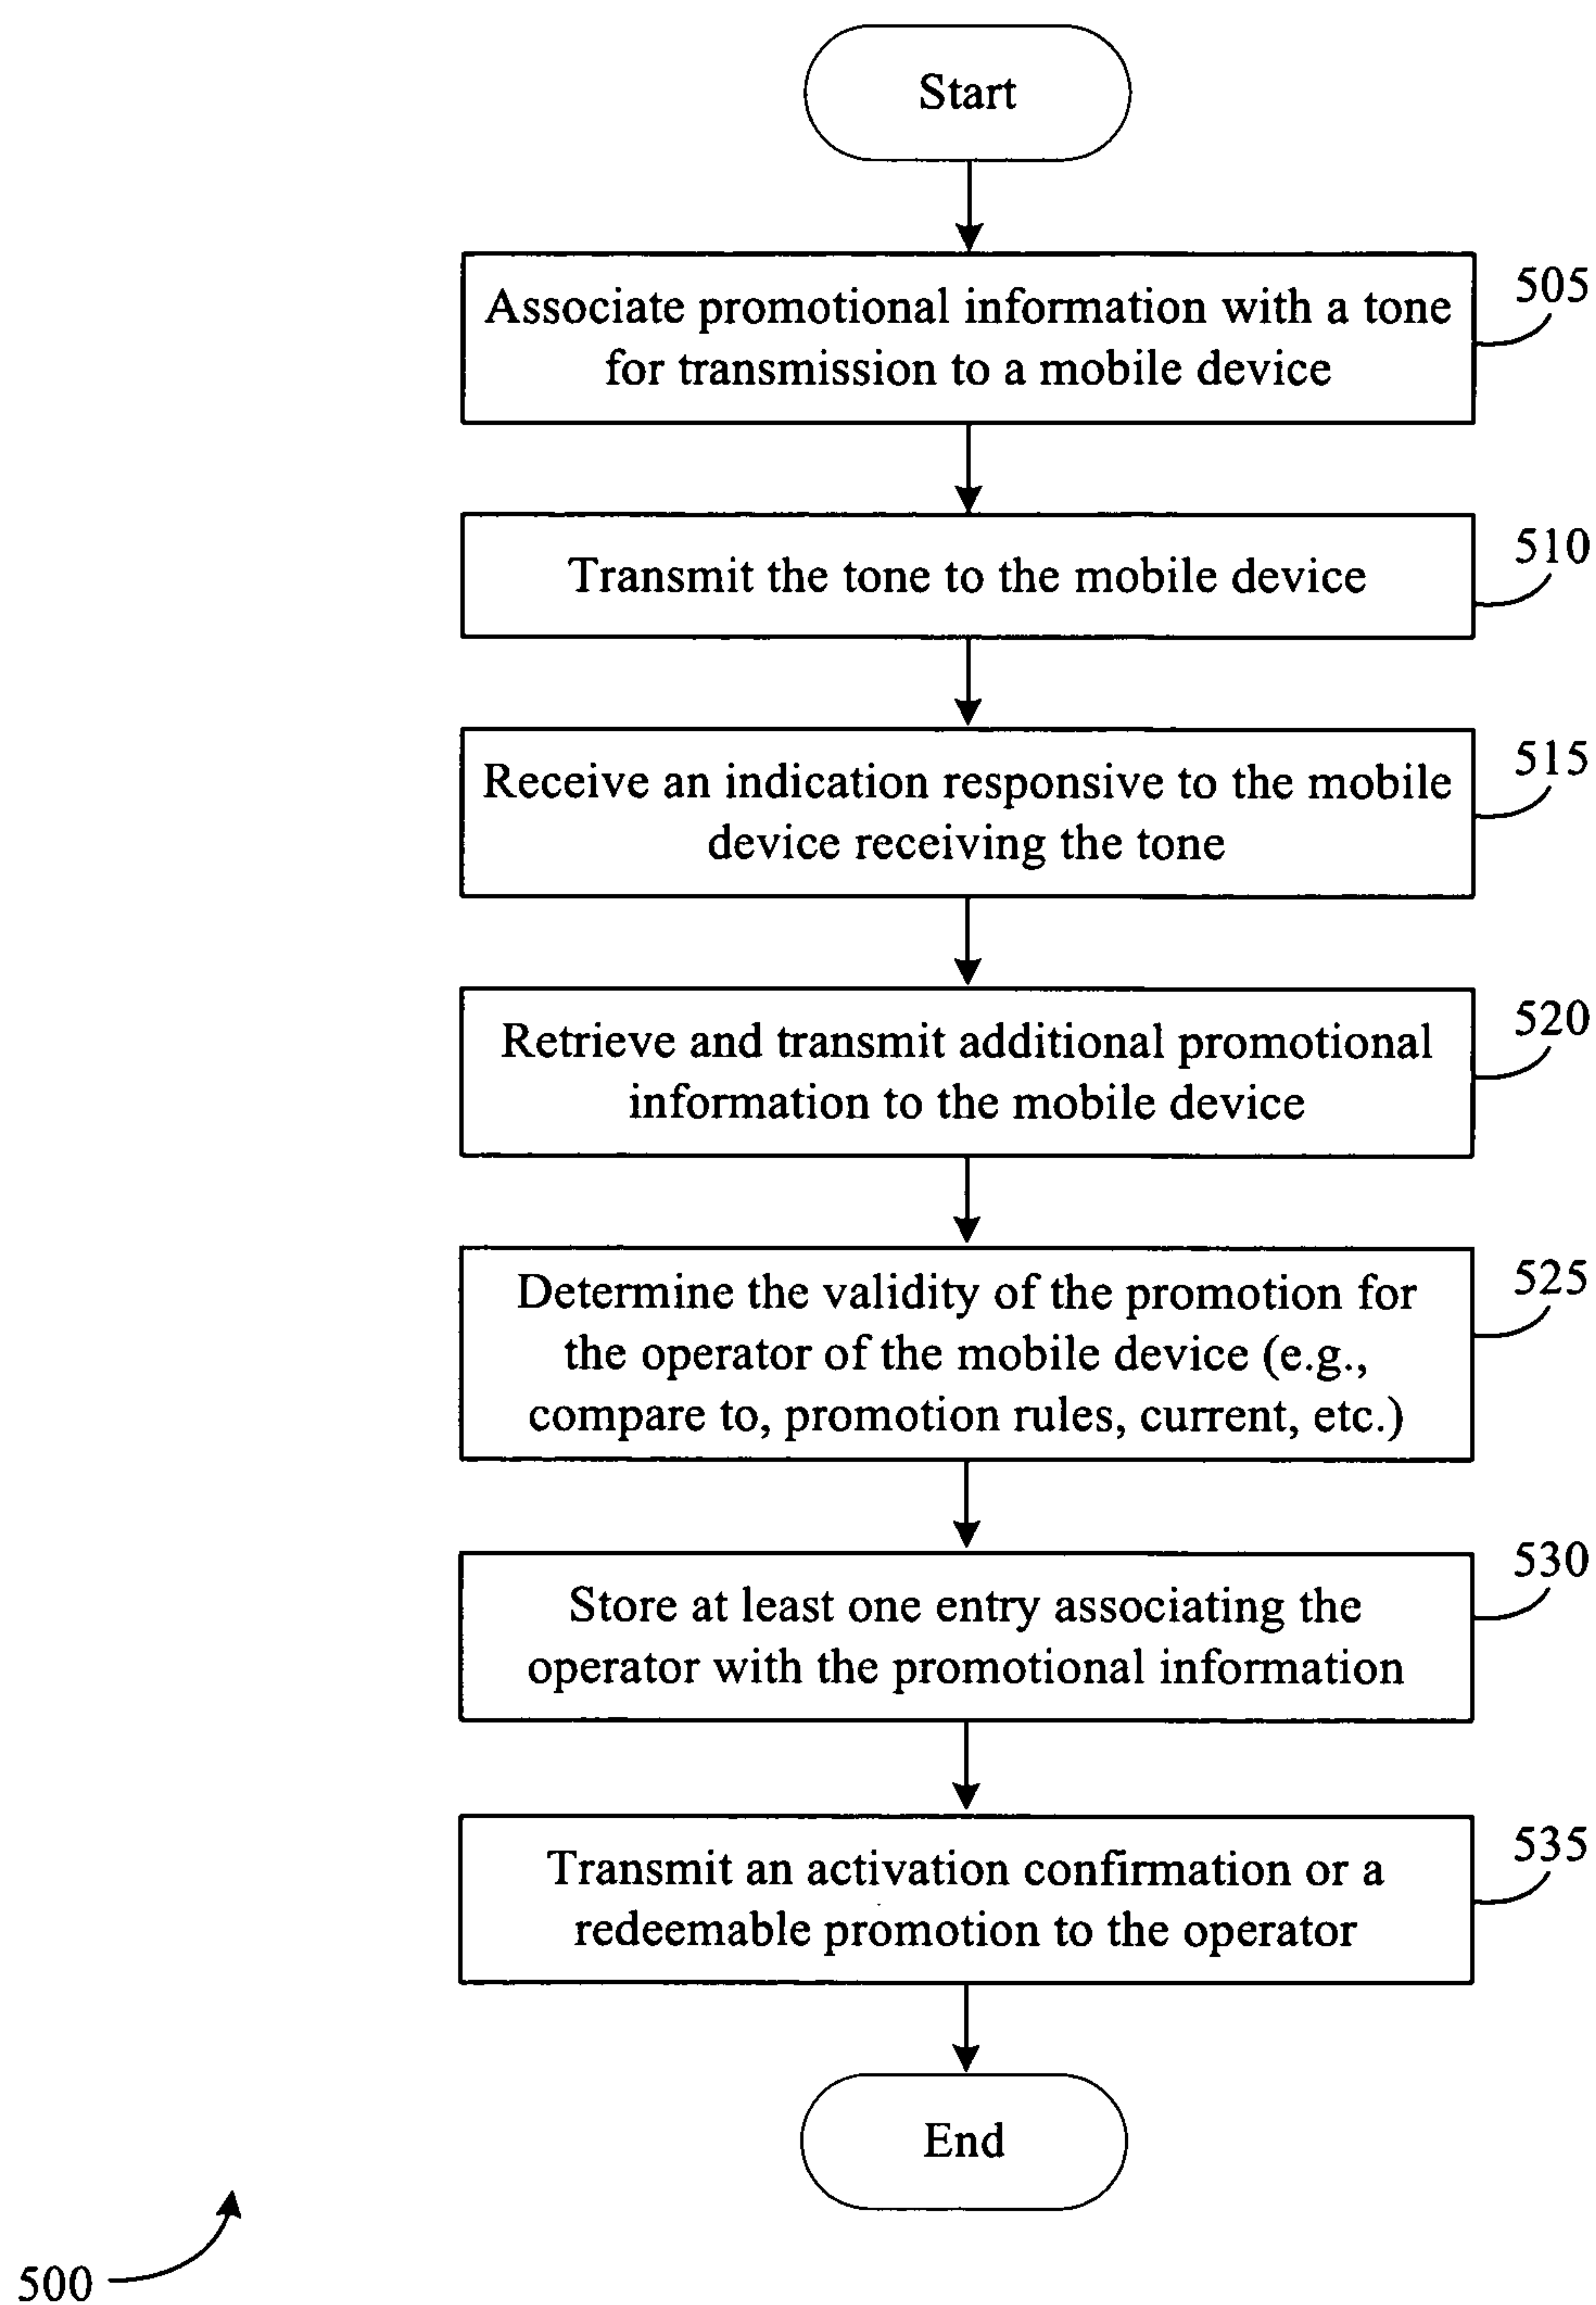 Start
Associate promotional information with a tone
for transmission to a mobile device
505
Transmit the tone to the mobile device
510
Receive an indication responsive to the mobile
device receiving the tone
515
Retrieve and transmit additional promotional
information to the mobile device
520
Determine the validity of the promotion for
the operator of the mobile device (e.g.,
compare to, promotion rules, current, etc.)
525
Store at least one entry associating the
operator with the promotional information
530
Transmit an activation confirmation or a
redeemable promotion to the operator
535
End
500